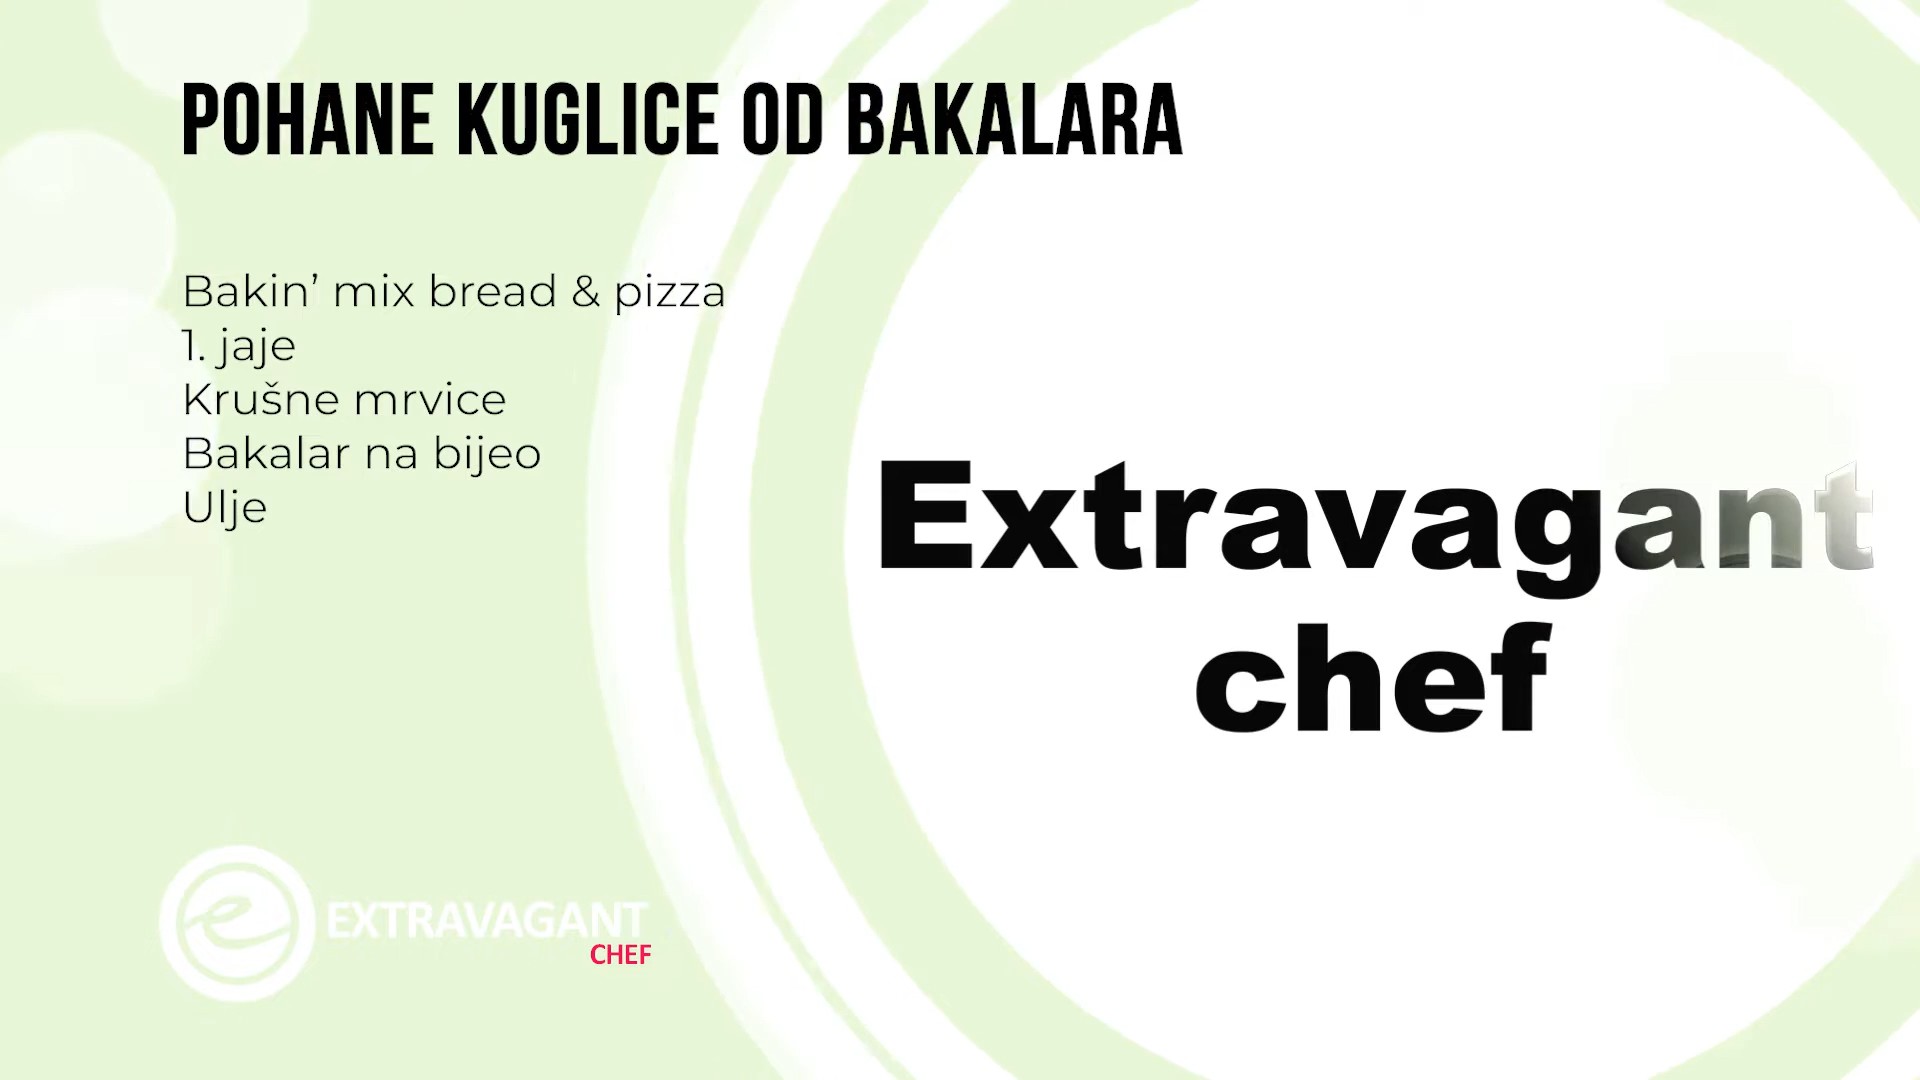 POHANE KUGLICE OD BAKALARA
Bakin’ mix bread & pizza
1. jaje
Krušne mrvice
Bakalar na bijeo
Ulje
Extravagant
chef
EXTRAVAGANT
CHEF